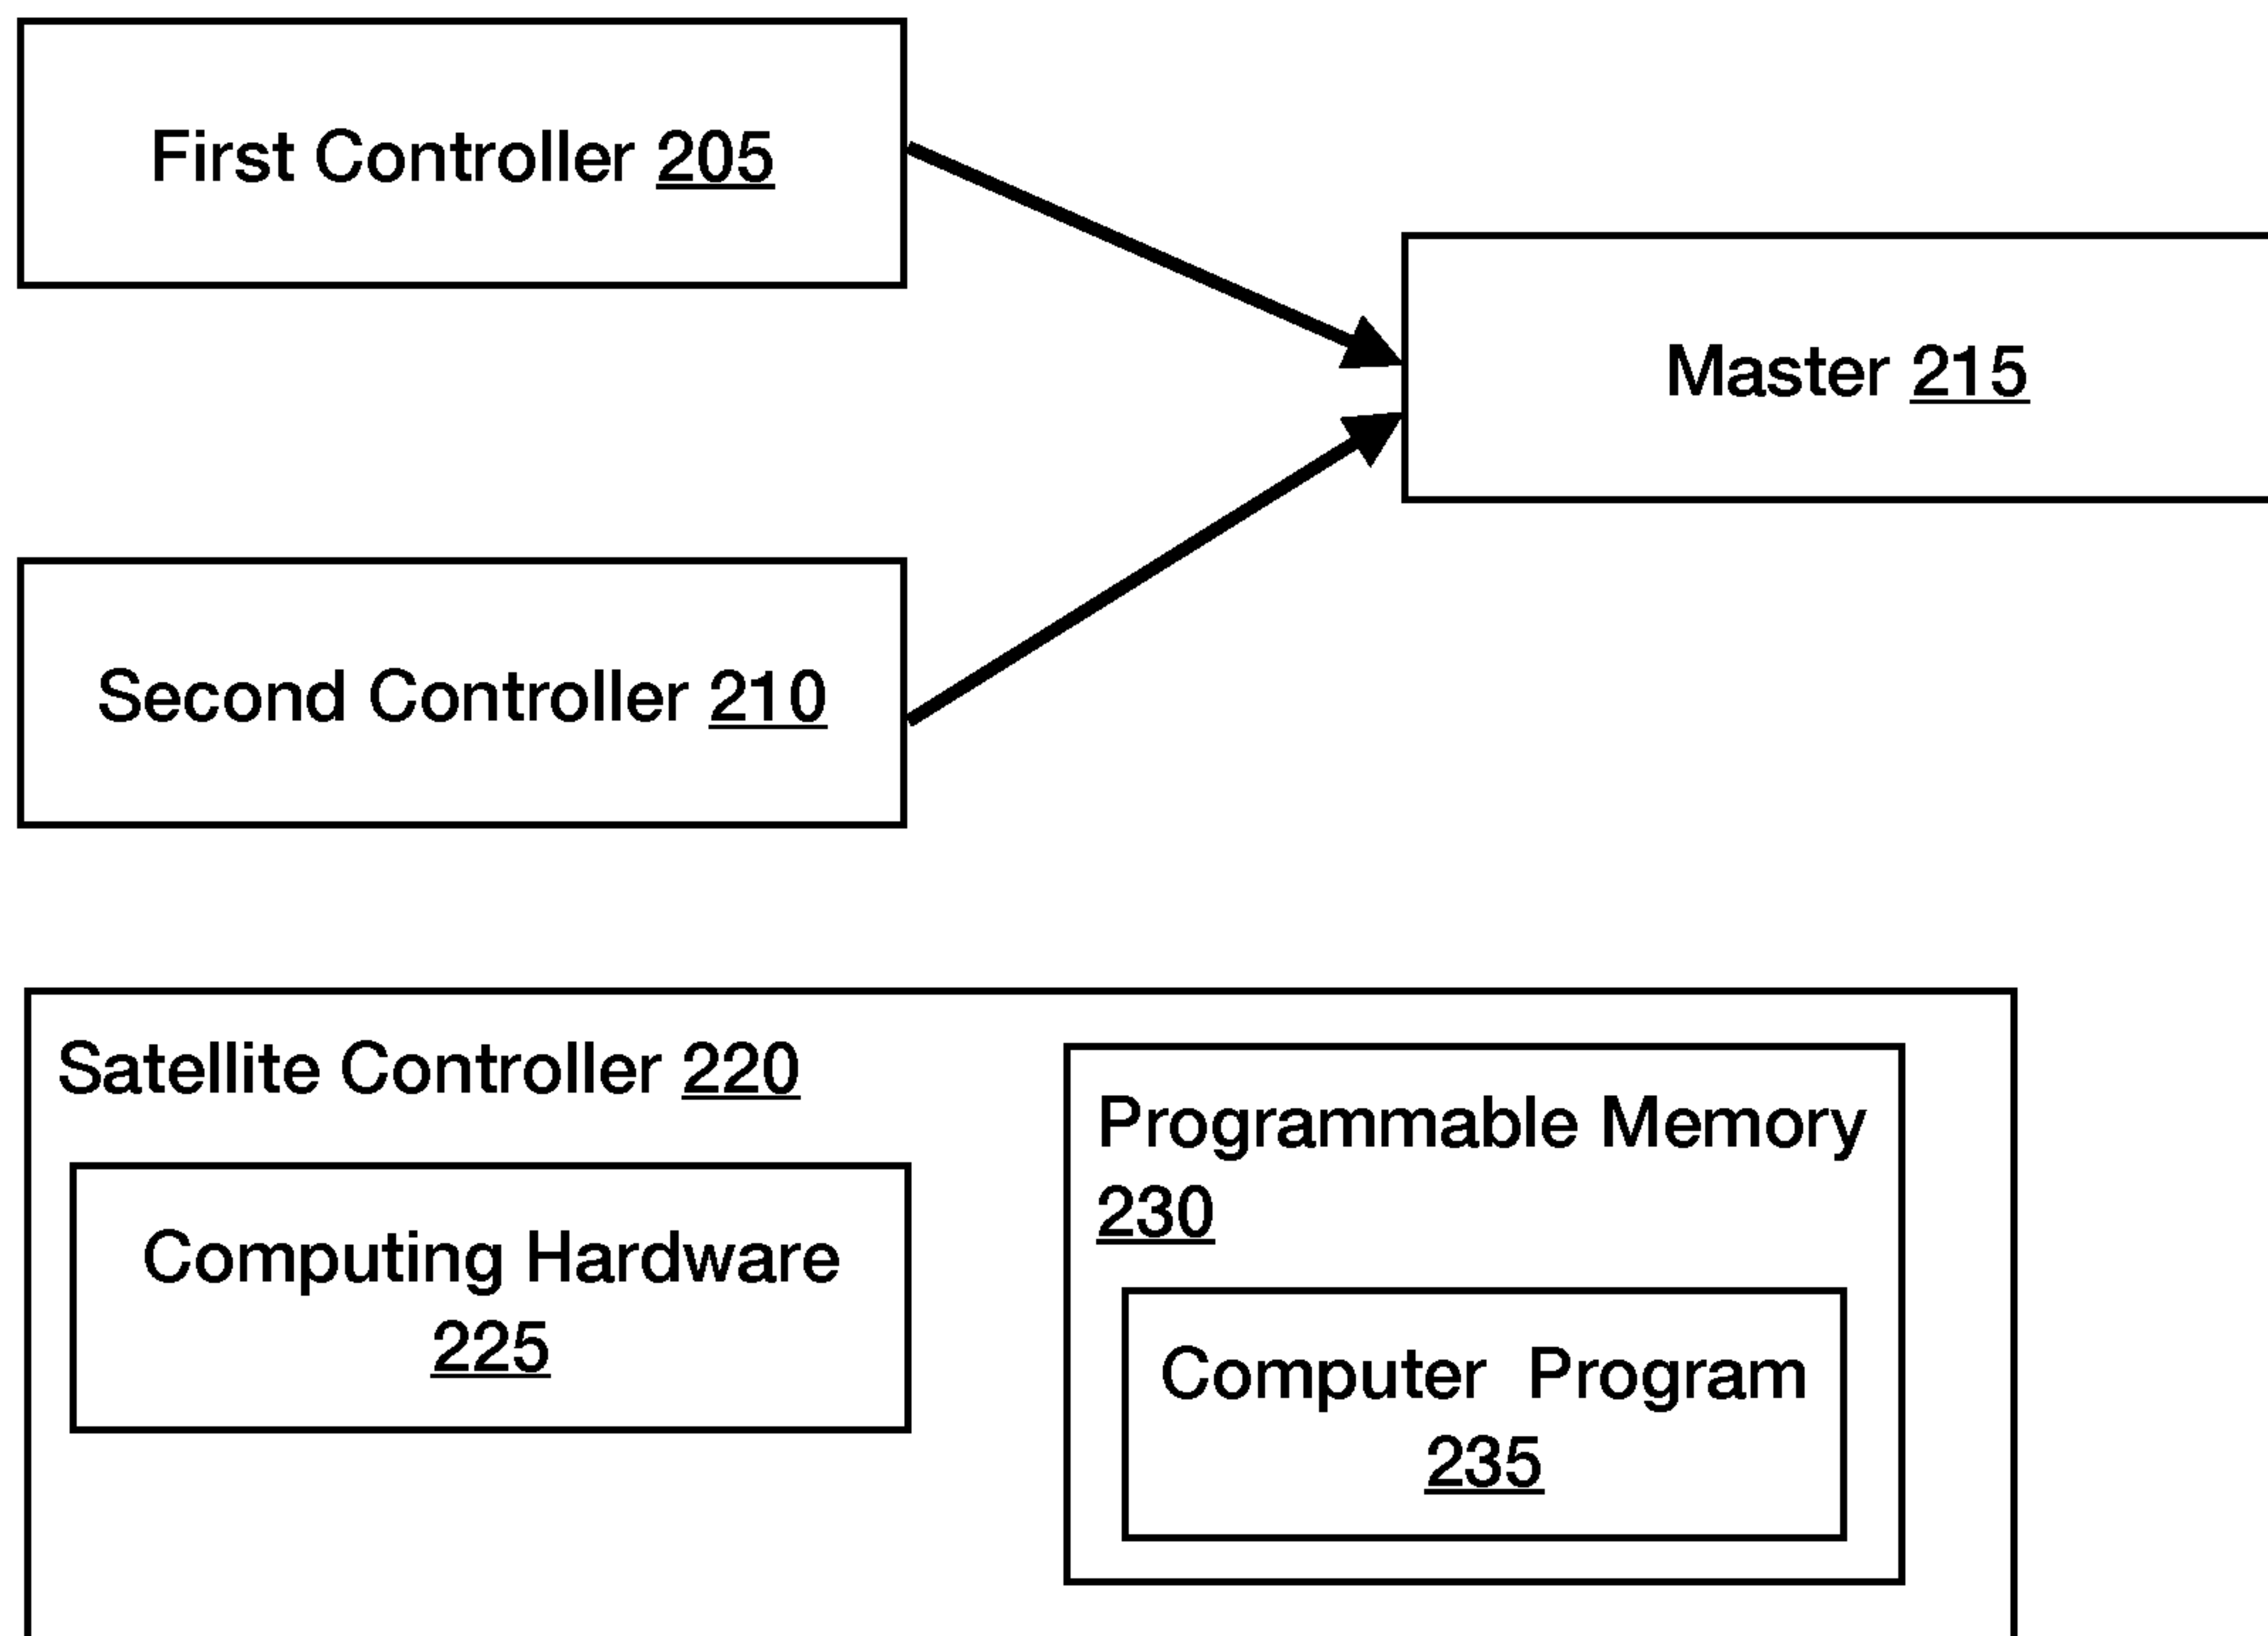 First Controller 205
Master 215
Second Controller 210
Satellite Controller 220
Programmable Memory
230
Computing Hardware
225
Computer Program
235